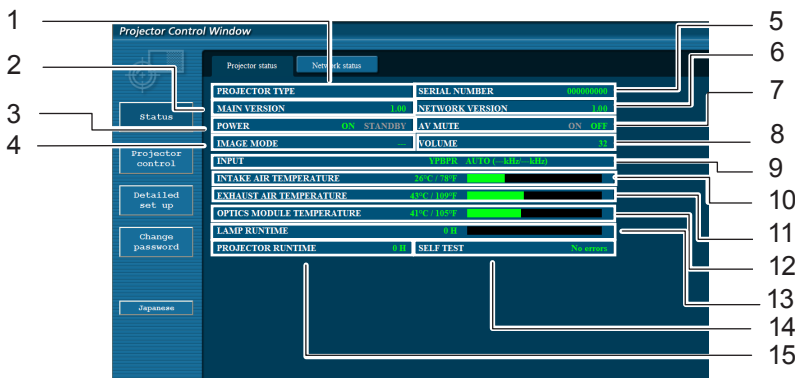 Projector Control Window
1
2
3
4
5
6
7
8
9
10
11
12
13
14
15
Projector status
Network status
Status
Projector
control
Detailed
set up
Change
password
Japanese
PROJECTOR TYPE
SERIAL NUMBER 000000000
MAIN VERSION 1.00
NETWORK VERSION 1.00
POWER ON STANDBY
AV MUTE ON OFF
IMAGE MODE ---
VOLUME 32
INPUT YPBPR AUTO (---kHz/---kHz)
INTAKE AIR TEMPERATURE 26°C / 78°F
EXHAUST AIR TEMPERATURE 43°C / 109°F
OPTICS MODULE TEMPERATURE 41°C / 105°F
LAMP RUNTIME 0 H
PROJECTOR RUNTIME 0 H
SELF TEST No errors